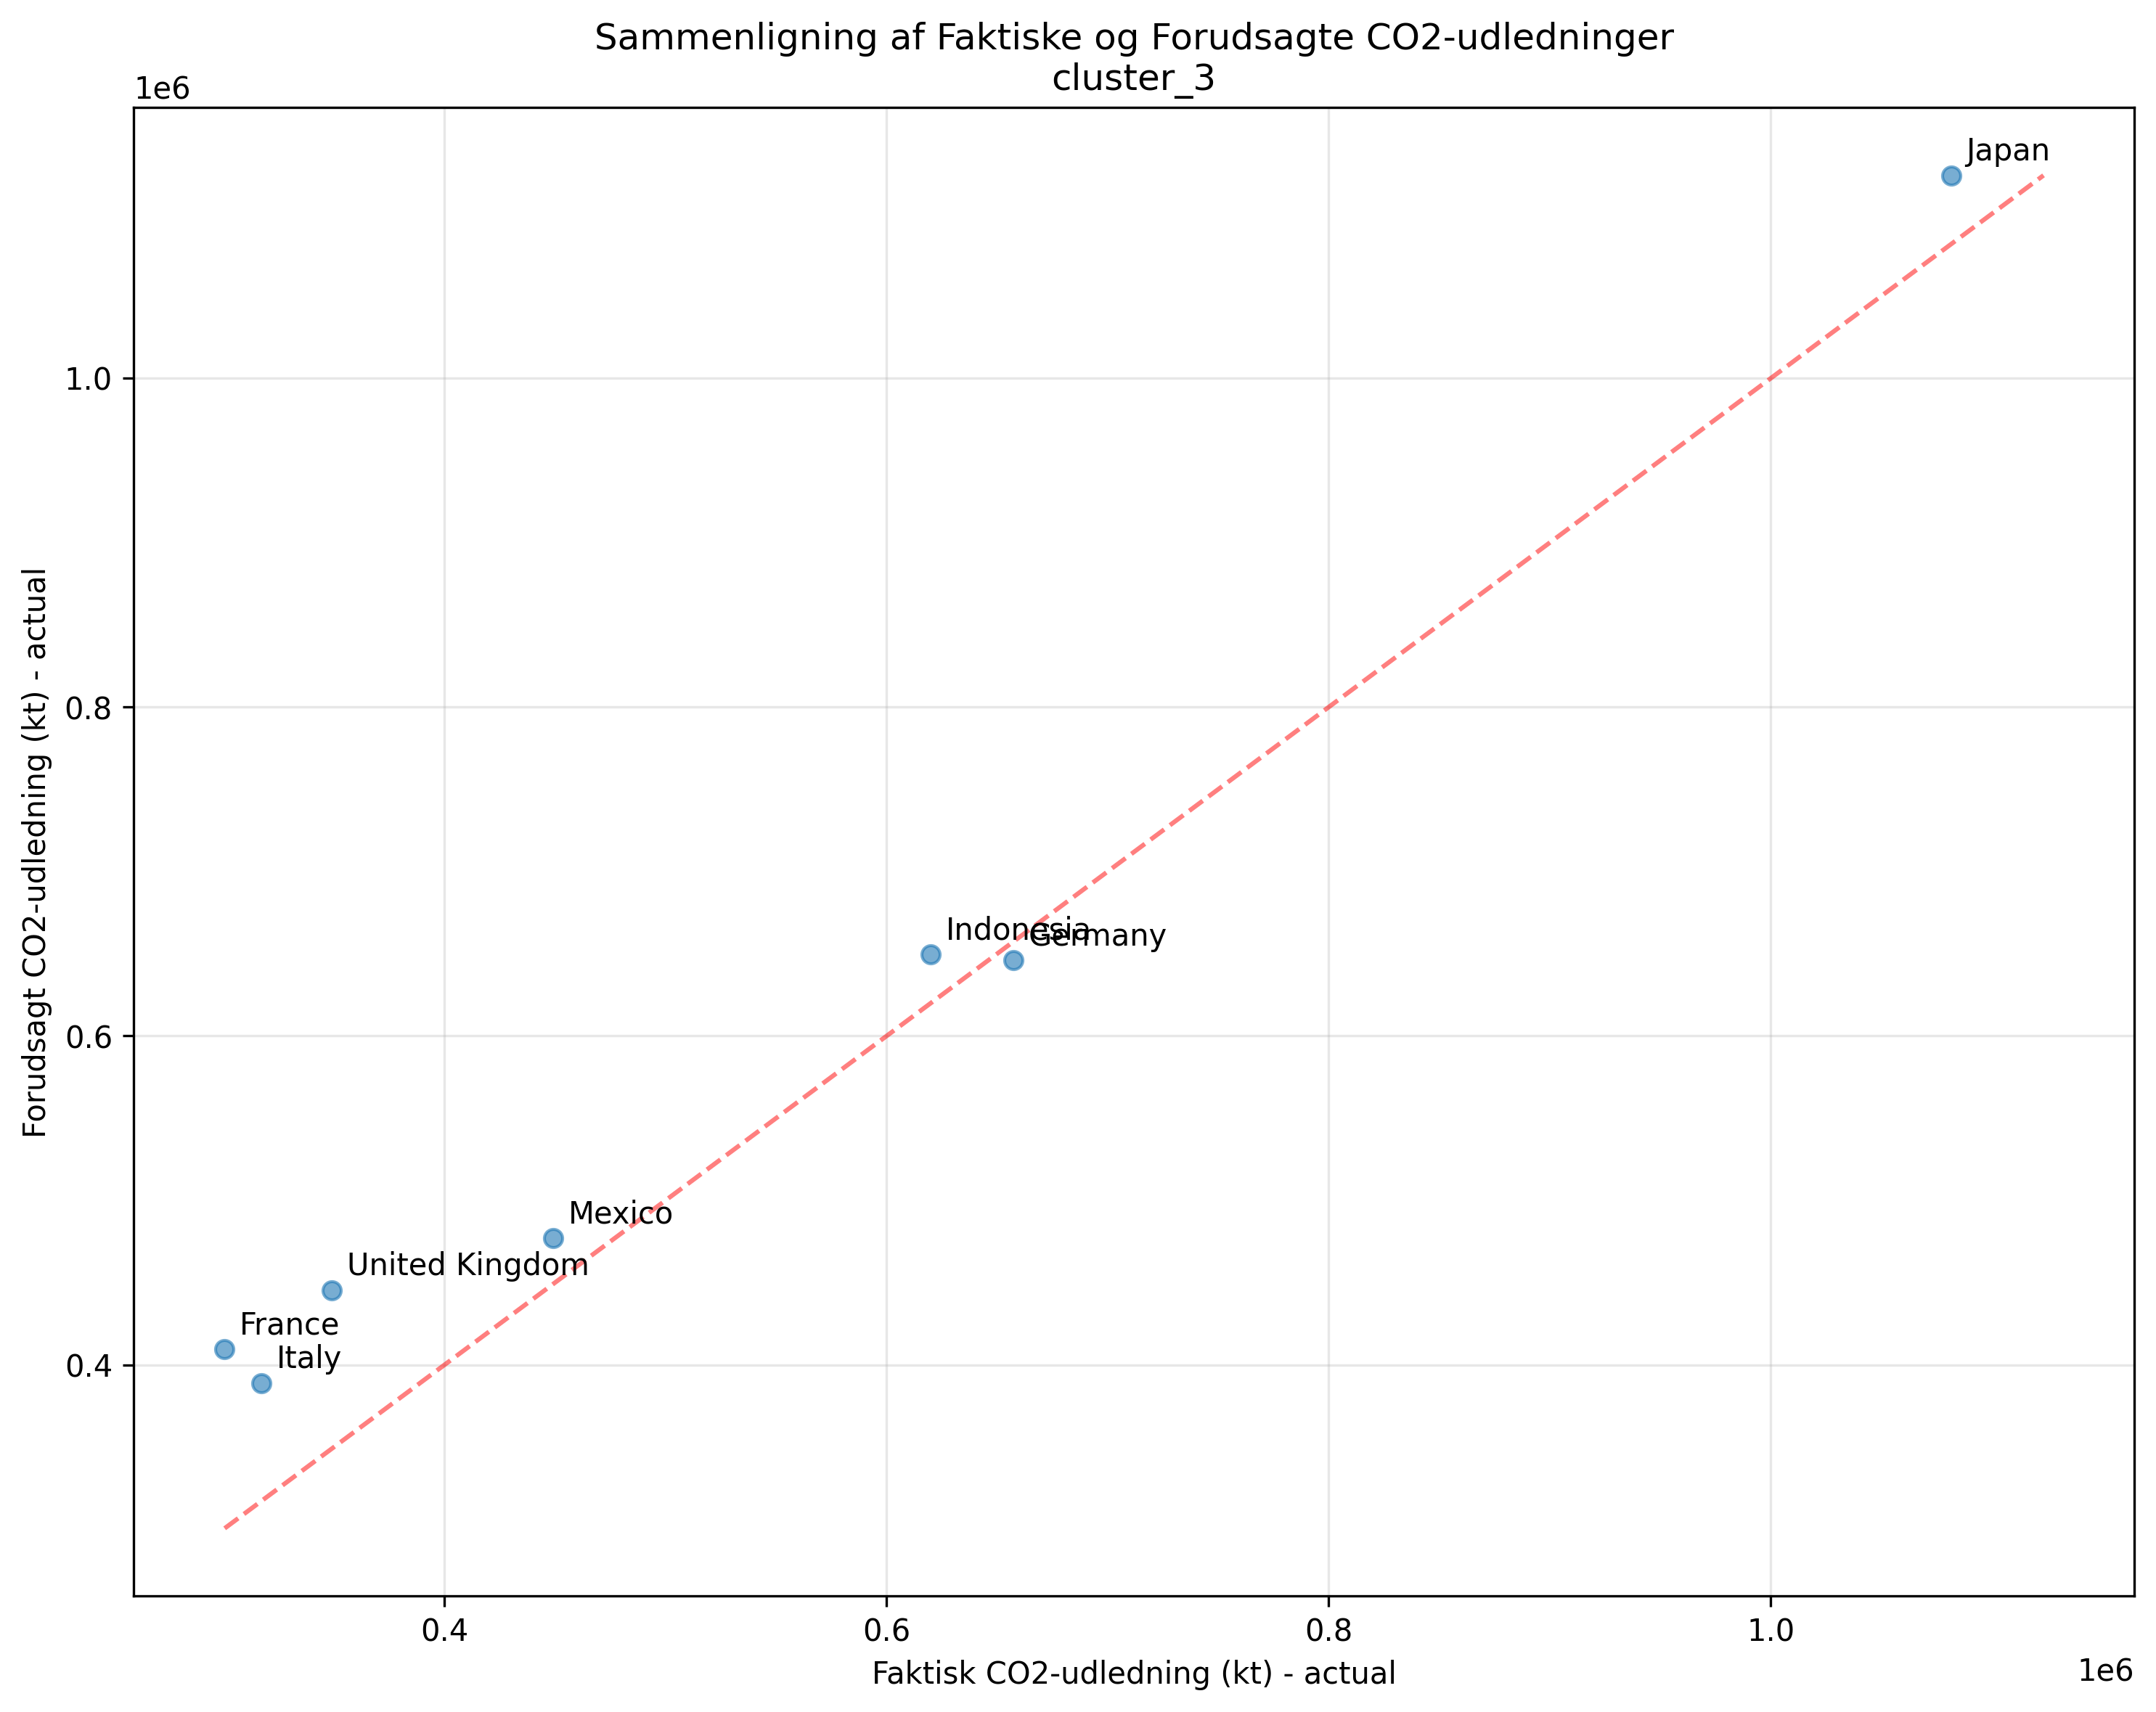 Sammenligning af Faktiske og Forudsagte CO2-udledninger
cluster_3
1e6
Japan
1.0
0.8
Forudsagt CO2-udledning (kt) - actual
Indonesia
Germany
0.6
Mexico
United Kingdom
France
Italy
0.4
0.4
0.6
0.8
1.0
Faktisk CO2-udledning (kt) - actual
1e6